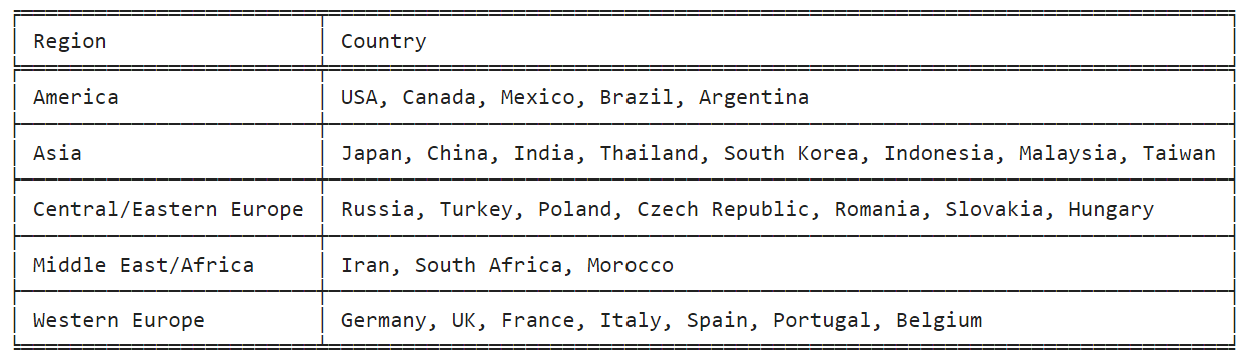 Region Country
America USA, Canada, Mexico, Brazil, Argentina
Asia Japan, China, India, Thailand, South Korea, Indonesia, Malaysia, Taiwan
Central/Eastern Europe Russia, Turkey, Poland, Czech Republic, Romania, Slovakia, Hungary
Middle East/Africa Iran, South Africa, Morocco
Western Europe Germany, UK, France, Italy, Spain, Portugal, Belgium